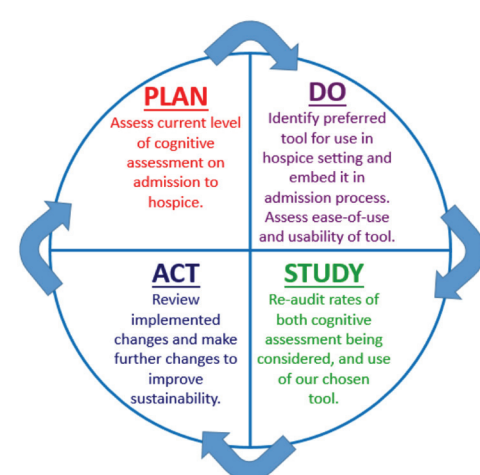 PLAN
Assess current level
of cognitive
assessment on
admission to
hospice.
DO
Identify preferred
tool for use in
hospice setting and
embed it in
admission process.
Assess ease-of-use
and usability of tool.
ACT
Review
implemented
changes and make
further changes to
improve
sustainability.
STUDY
Re-audit rates of
both cognitive
assessment being
considered, and use
of our chosen
tool.